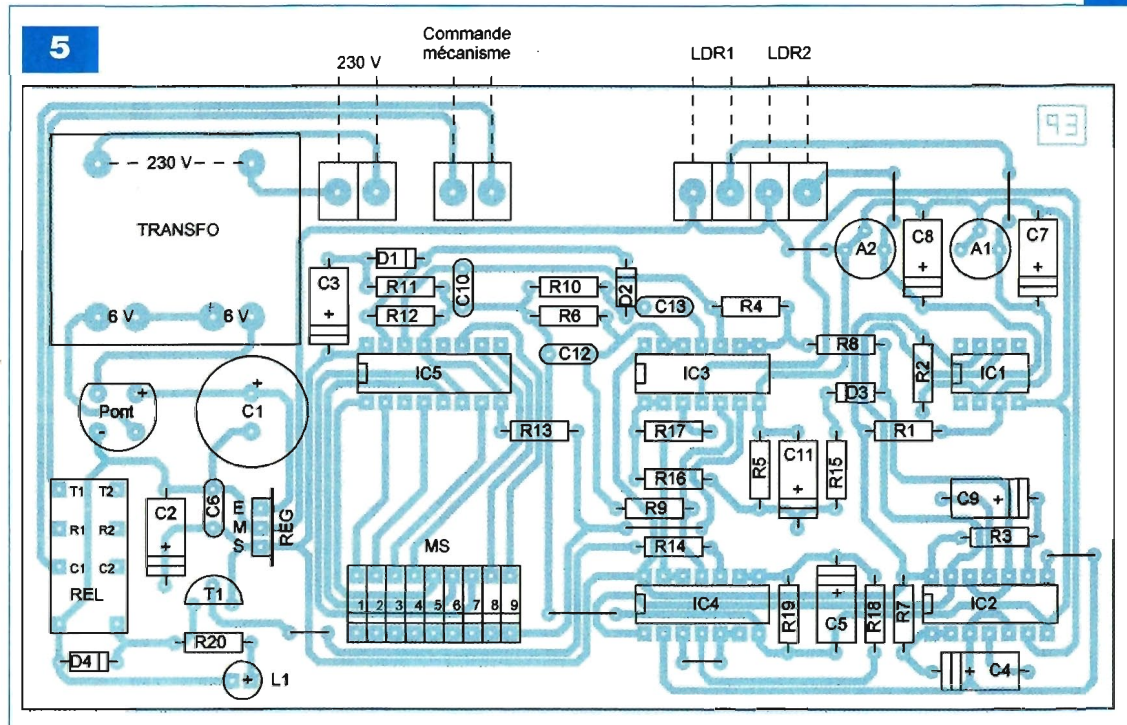 5
Commande
mécanisme
230 V
LDR1
LDR2
EP
230 V
TRANSFO
6 V
6 V
C3
D1
R11
R12
C10
R10
R6
C12
D2
C13
R4
A2
C8
+
A1
C7
+
+
IC5
IC3
R8
D3
R2
IC1
R1
Pont
+
-
+
C1
R13
R17
R16
R9
R14
R5
C11
+
R15
C9 +
R3
T1
T2
R1
R2
C1
C2
REL
C2
+
C6
E
M
S
REG
MS
1 2 3 4 5 6 7 8 9
T1
R20
D4
+
L1
IC4
R19
+
C5
R18
R7
IC2
+ C4